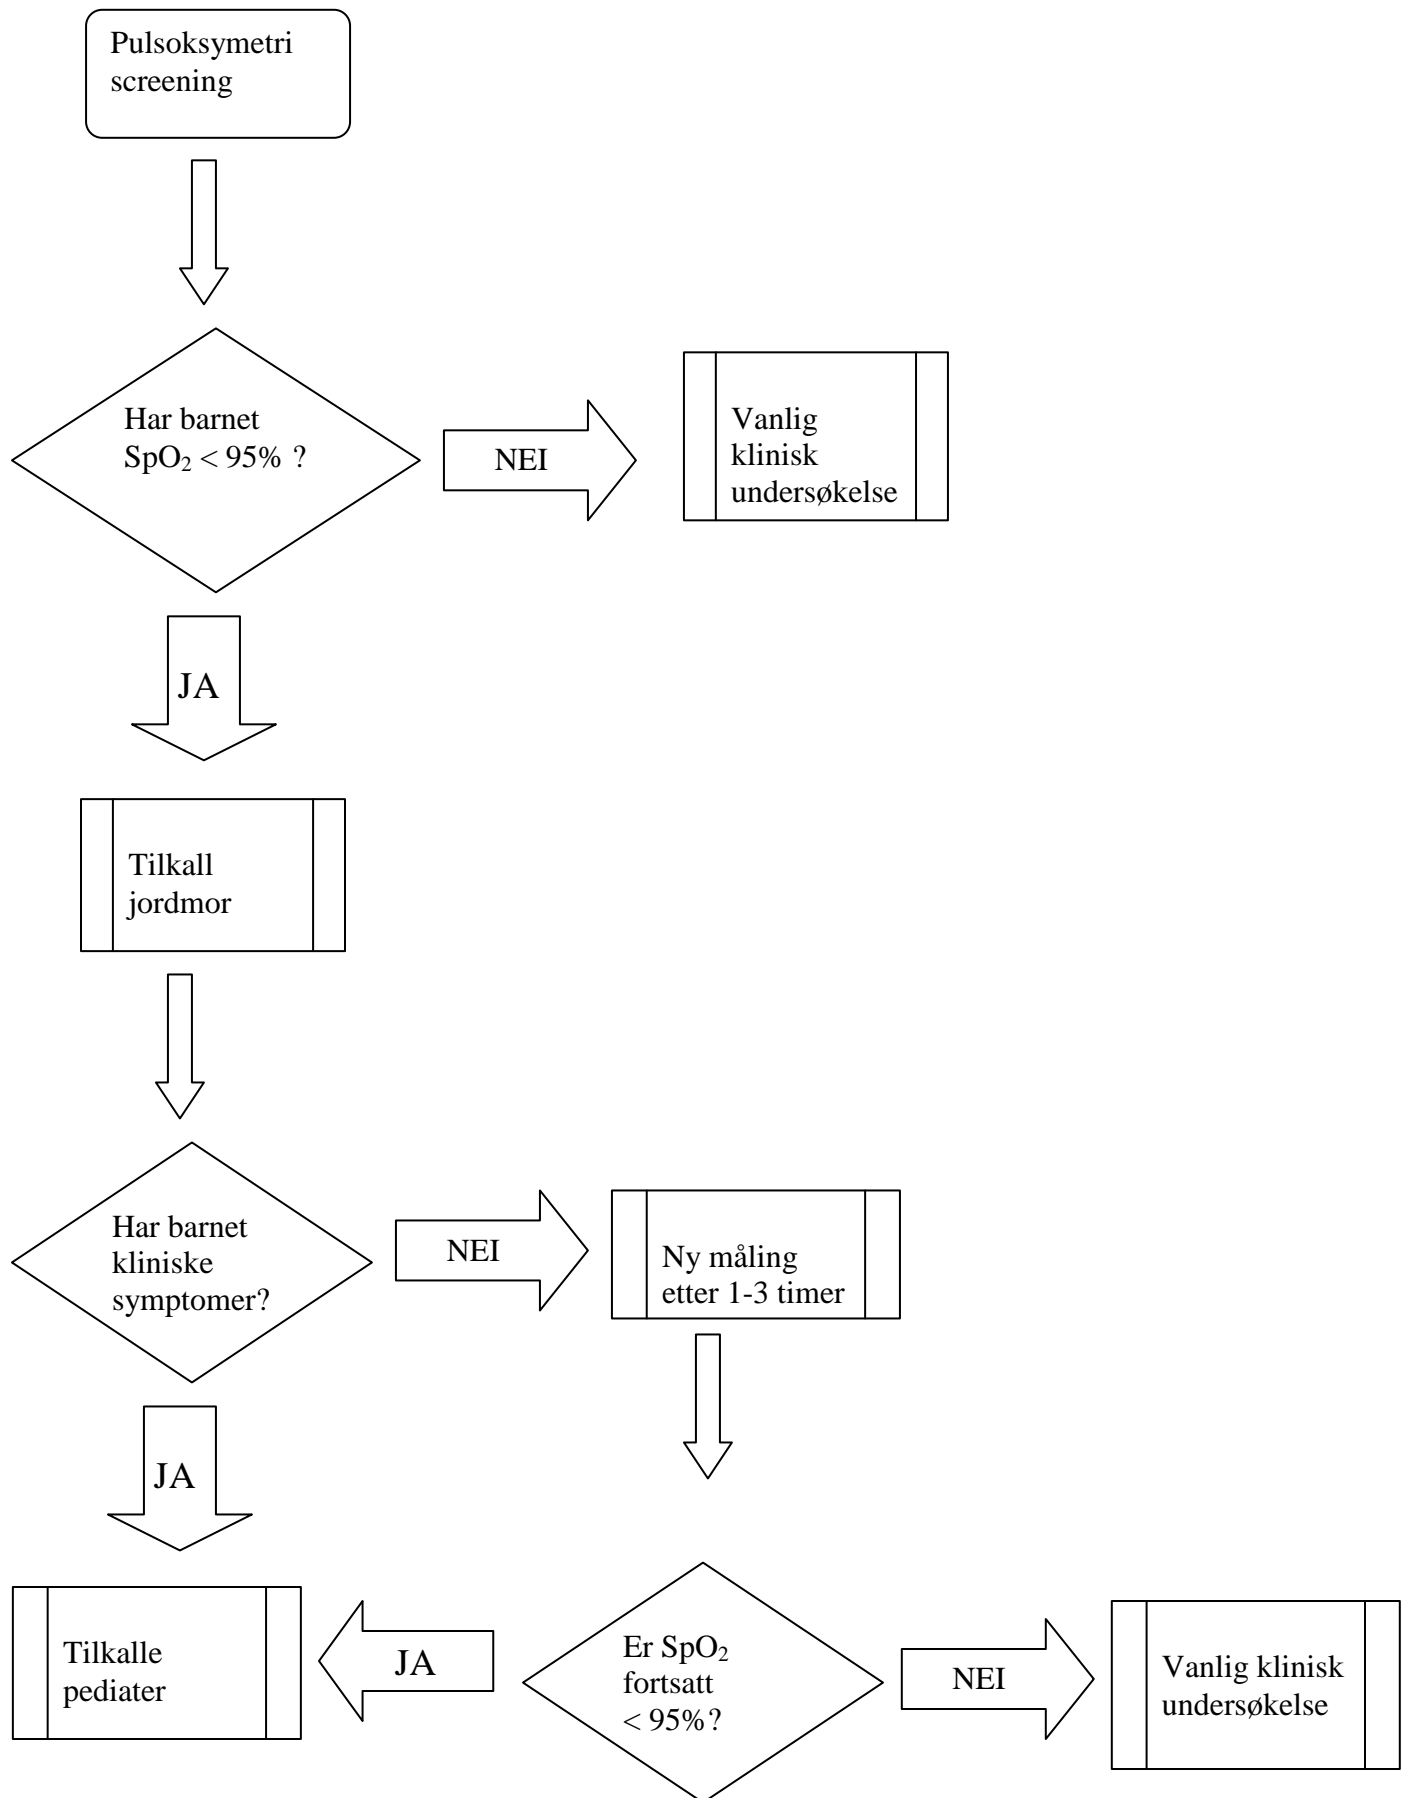 Pulsoksymetri
screening
Har barnet
SpO₂ < 95% ?
NEI
Vanlig
klinisk
undersøkelse
JA
Tilkall
jordmor
Har barnet
kliniske
symptomer?
NEI
Ny måling
etter 1-3 timer
JA
Tilkalle
pediater
JA
Er SpO₂
fortsatt
< 95%?
NEI
Vanlig klinisk
undersøkelse